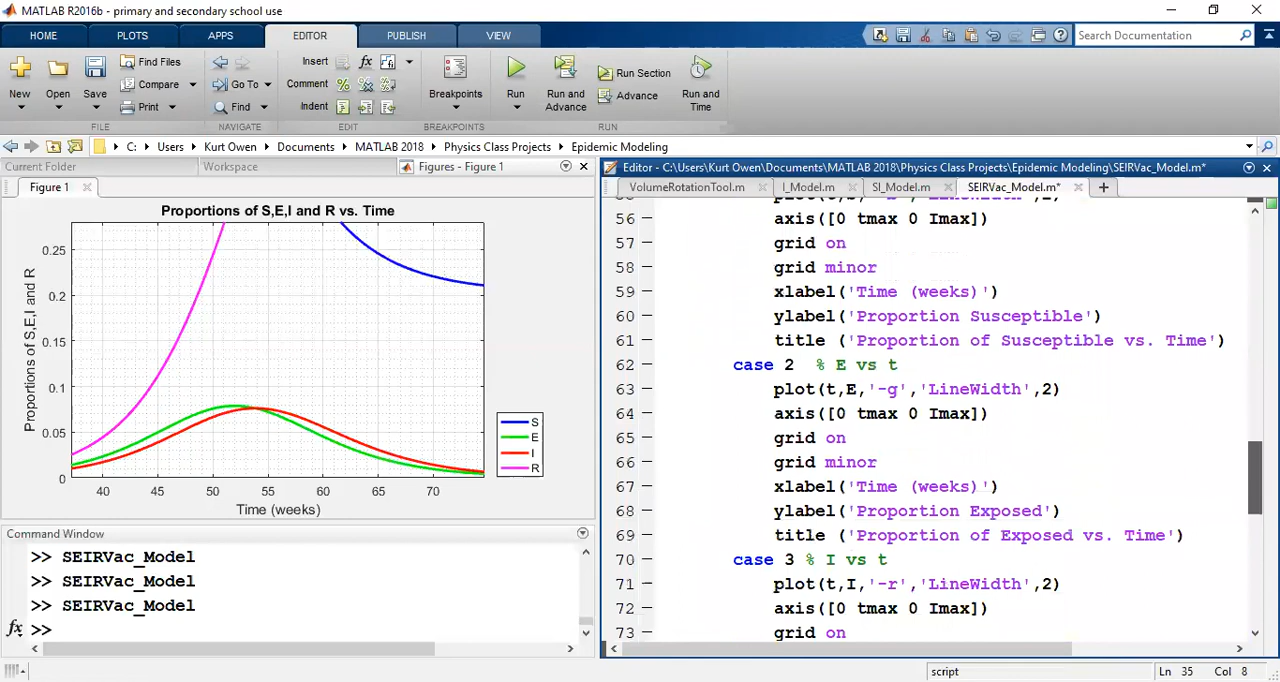 MATLAB R2016b - primary and secondary school use
HOME PLOTS APPS EDITOR PUBLISH VIEW Search Documentation
Find Files Insert fx Run Section
New Open Save Compare Go To Comment % Breakpoints Run Run and Advance Advance Run and Time
Print Find Indent
FILE NAVIGATE EDIT BREAKPOINTS RUN
C: Users Kurt Owen Documents MATLAB 2018 Physics Class Projects Epidemic Modeling
Current Folder Workspace Figures - Figure 1
Figure 1
Proportions of S,E,I and R vs. Time
Proportions of S,E,I and R
0.25
0.2
0.15
0.1
0.05
0
40 45 50 55 60 65 70
Time (weeks)
S
E
I
R
Command Window
>> SEIRVac_Model
>> SEIRVac_Model
>> SEIRVac_Model
fx >>
Editor - C:\Users\Kurt Owen\Documents\MATLAB 2018\Physics Class Projects\Epidemic Modeling\SEIRVac_Model.m*
VolumeRotationTool.m I_Model.m SI_Model.m SEIRVac_Model.m*
56 axis([0 tmax 0 Imax])
57 grid on
58 grid minor
59 xlabel('Time (weeks)')
60 ylabel('Proportion Susceptible')
61 title ('Proportion of Susceptible vs. Time')
62 case 2 % E vs t
63 plot(t,E,'-g','LineWidth',2)
64 axis([0 tmax 0 Imax])
65 grid on
66 grid minor
67 xlabel('Time (weeks)')
68 ylabel('Proportion Exposed')
69 title ('Proportion of Exposed vs. Time')
70 case 3 % I vs t
71 plot(t,I,'-r','LineWidth',2)
72 axis([0 tmax 0 Imax])
73 grid on
script Ln 35 Col 8